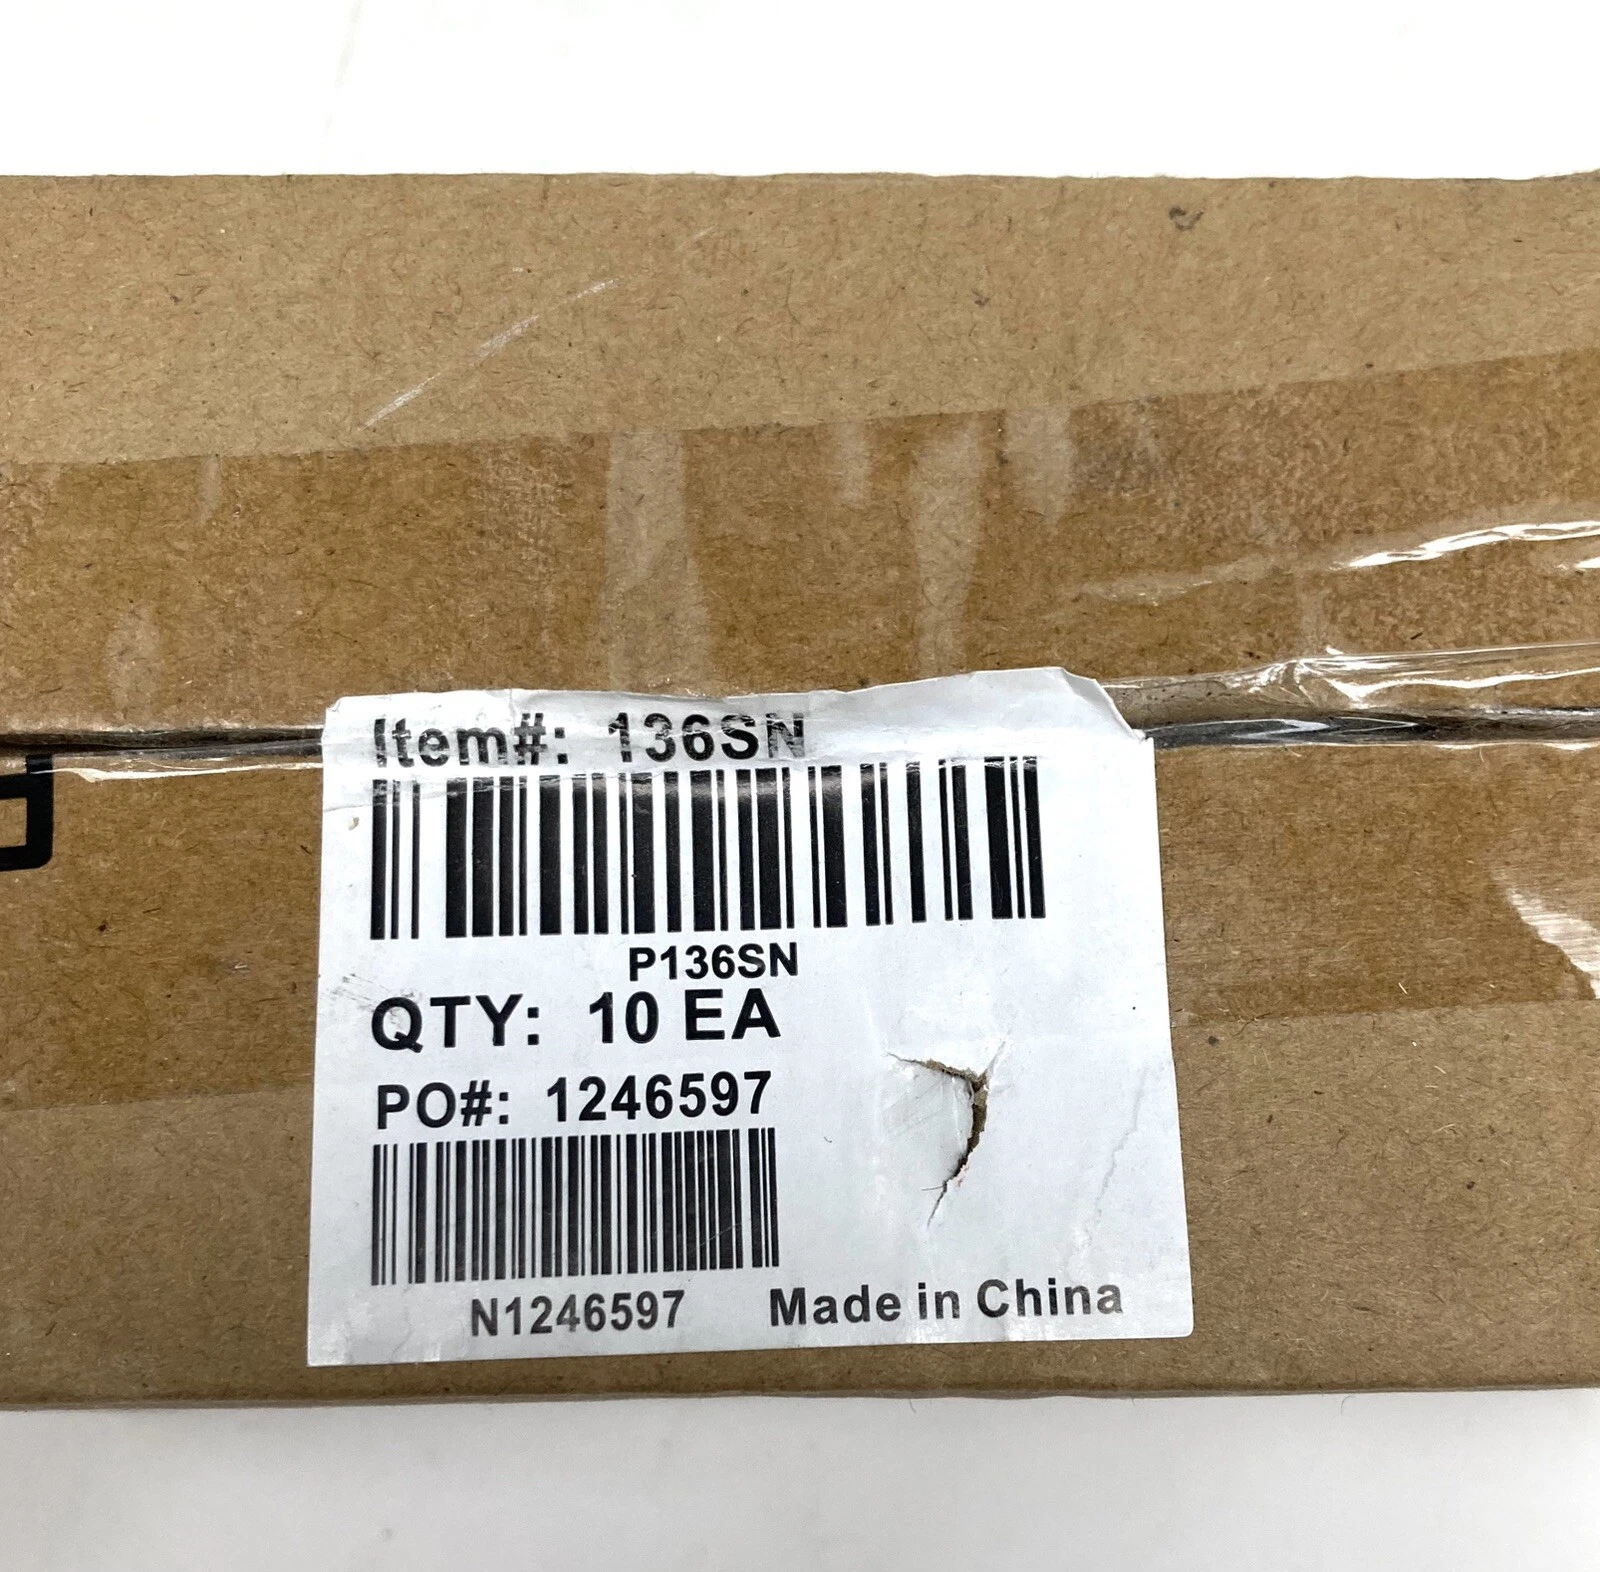 Item#: 136SN
P136SN
QTY: 10 EA
PO#: 1246597
N1246597
Made in China